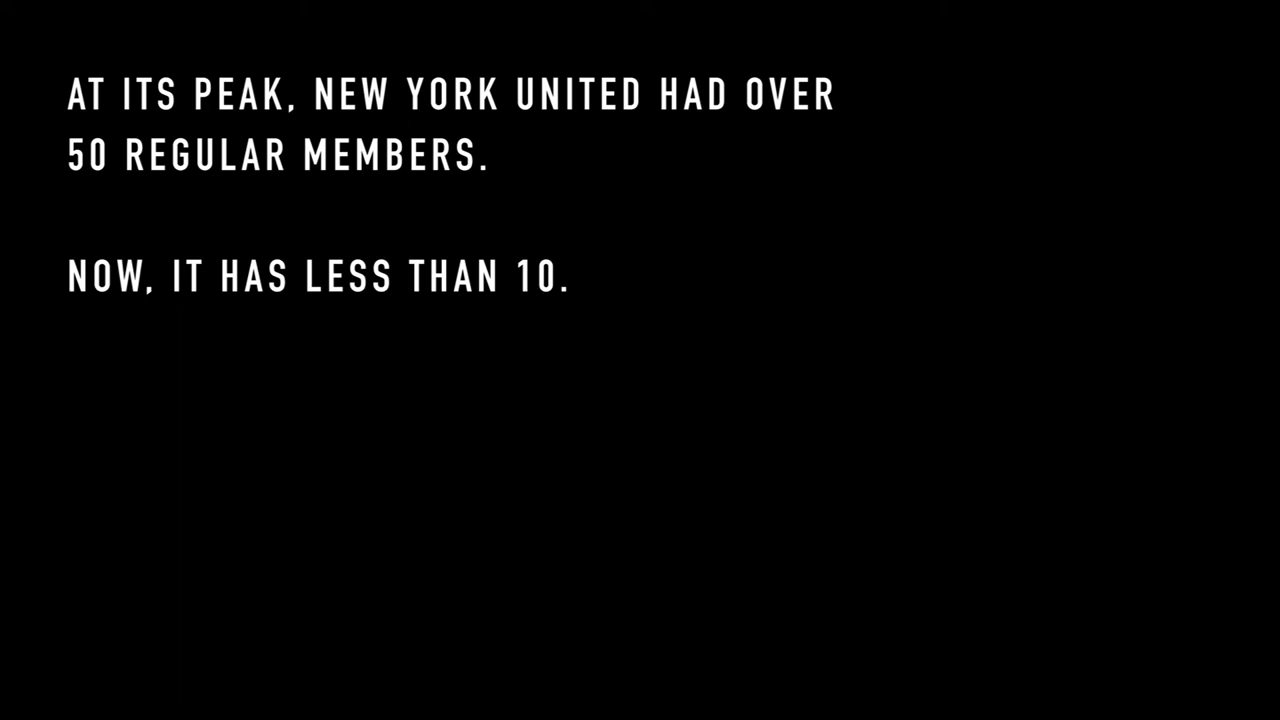 AT ITS PEAK, NEW YORK UNITED HAD OVER
50 REGULAR MEMBERS.
NOW, IT HAS LESS THAN 10.